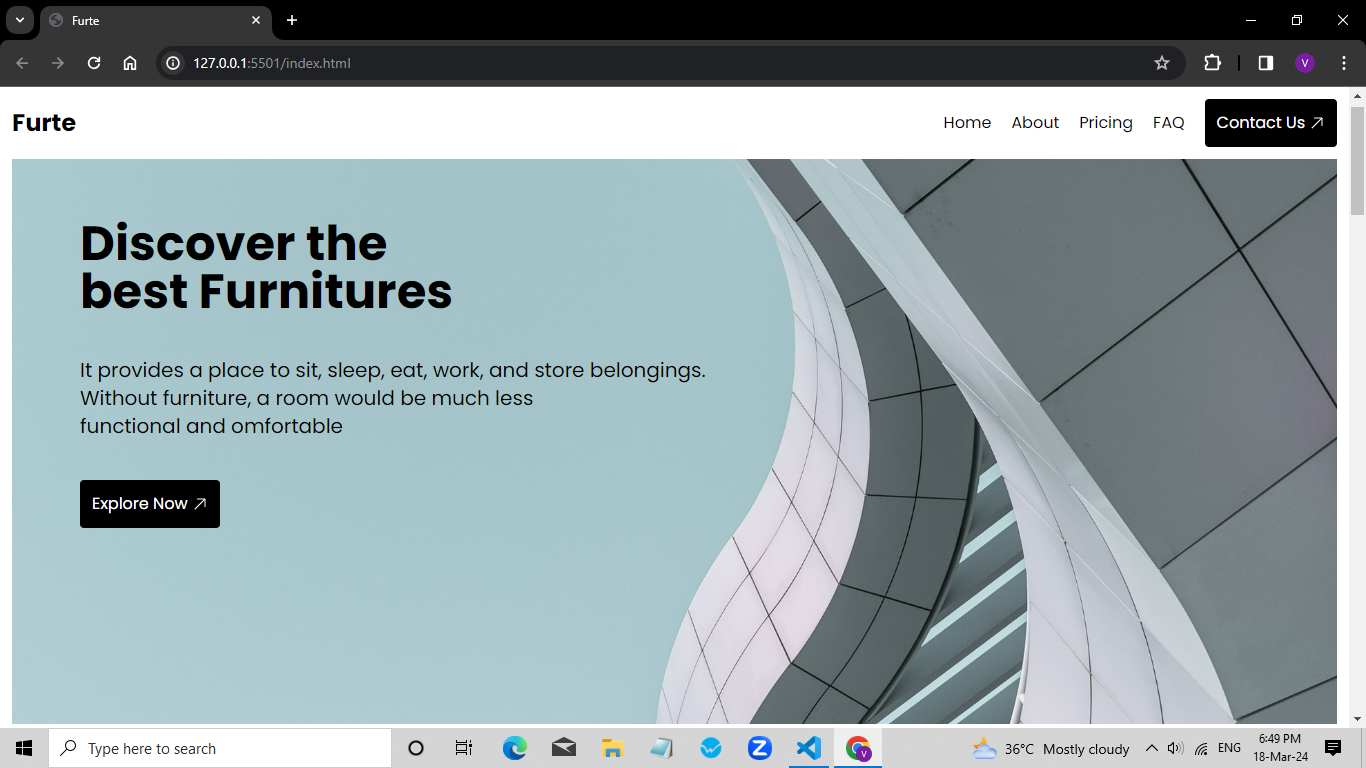 Furte
127.0.0.1:5501/index.html
V
Furte
Home About Pricing FAQ Contact Us
Discover the
best Furnitures
It provides a place to sit, sleep, eat, work, and store belongings.
Without furniture, a room would be much less
functional and omfortable
Explore Now
Type here to search
Z
V
36°C Mostly cloudy
ENG
6:49 PM
18-Mar-24